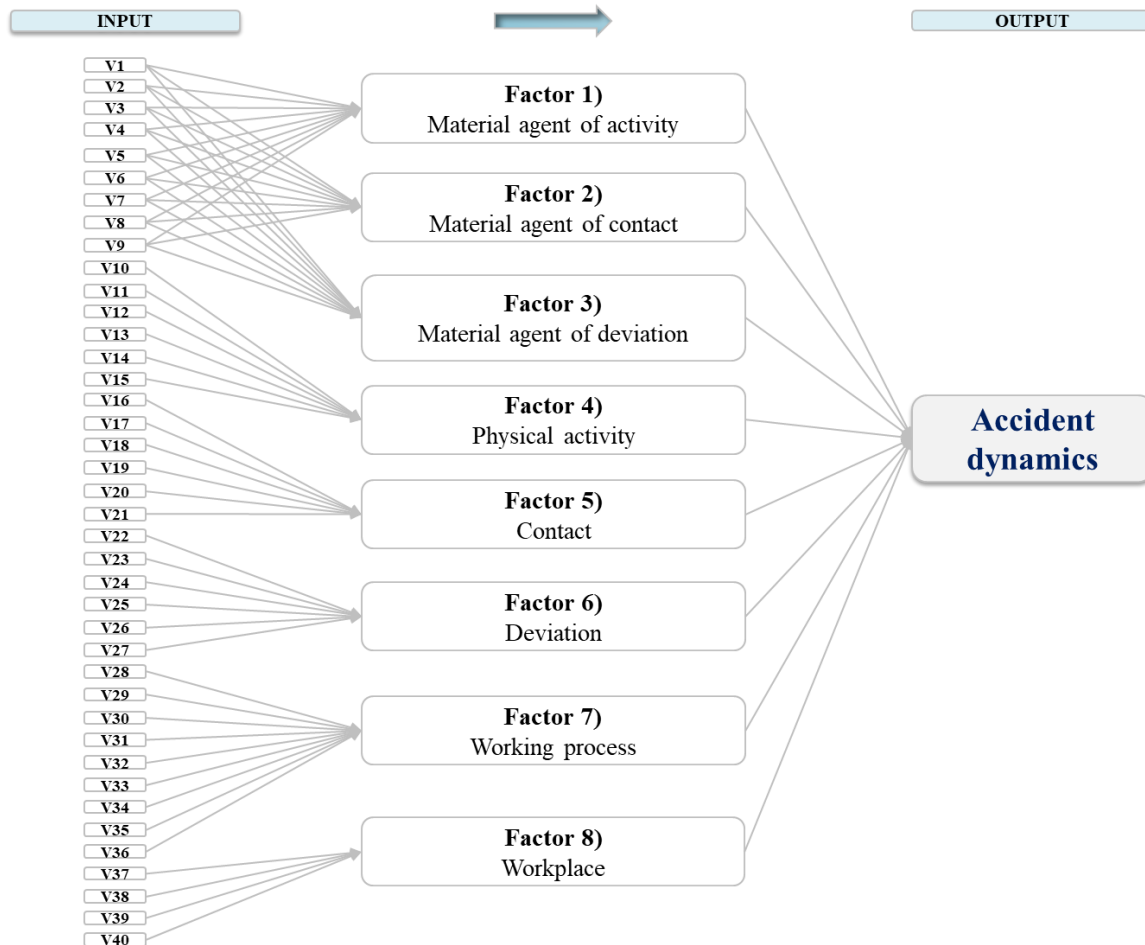 INPUT
OUTPUT
V1
V2
V3
V4
V5
V6
V7
V8
V9
V10
V11
V12
V13
V14
V15
V16
V17
V18
V19
V20
V21
V22
V23
V24
V25
V26
V27
V28
V29
V30
V31
V32
V33
V34
V35
V36
V37
V38
V39
V40
Factor 1)
Material agent of activity
Factor 2)
Material agent of contact
Factor 3)
Material agent of deviation
Factor 4)
Physical activity
Factor 5)
Contact
Factor 6)
Deviation
Factor 7)
Working process
Factor 8)
Workplace
Accident
dynamics